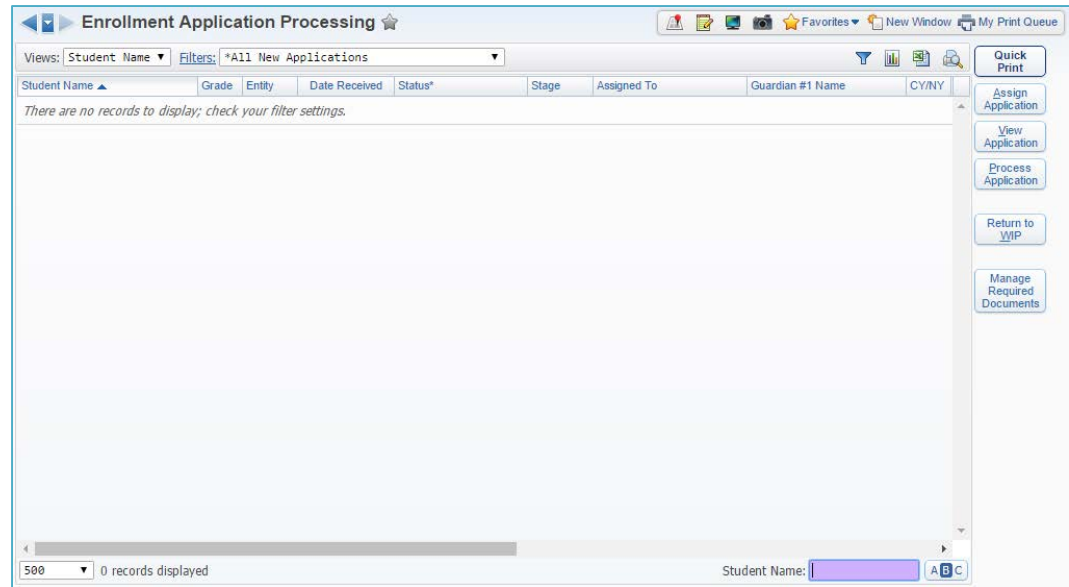 Enrollment Application Processing
Favorites New Window My Print Queue
Views: Student Name Filters: *All New Applications
Student Name Grade Entity Date Received Status* Stage Assigned To Guardian #1 Name CY/NY
There are no records to display; check your filter settings.
Quick
Print
Assign
Application
View
Application
Process
Application
Return to
WIP
Manage
Required
Documents
500 0 records displayed Student Name: A B C